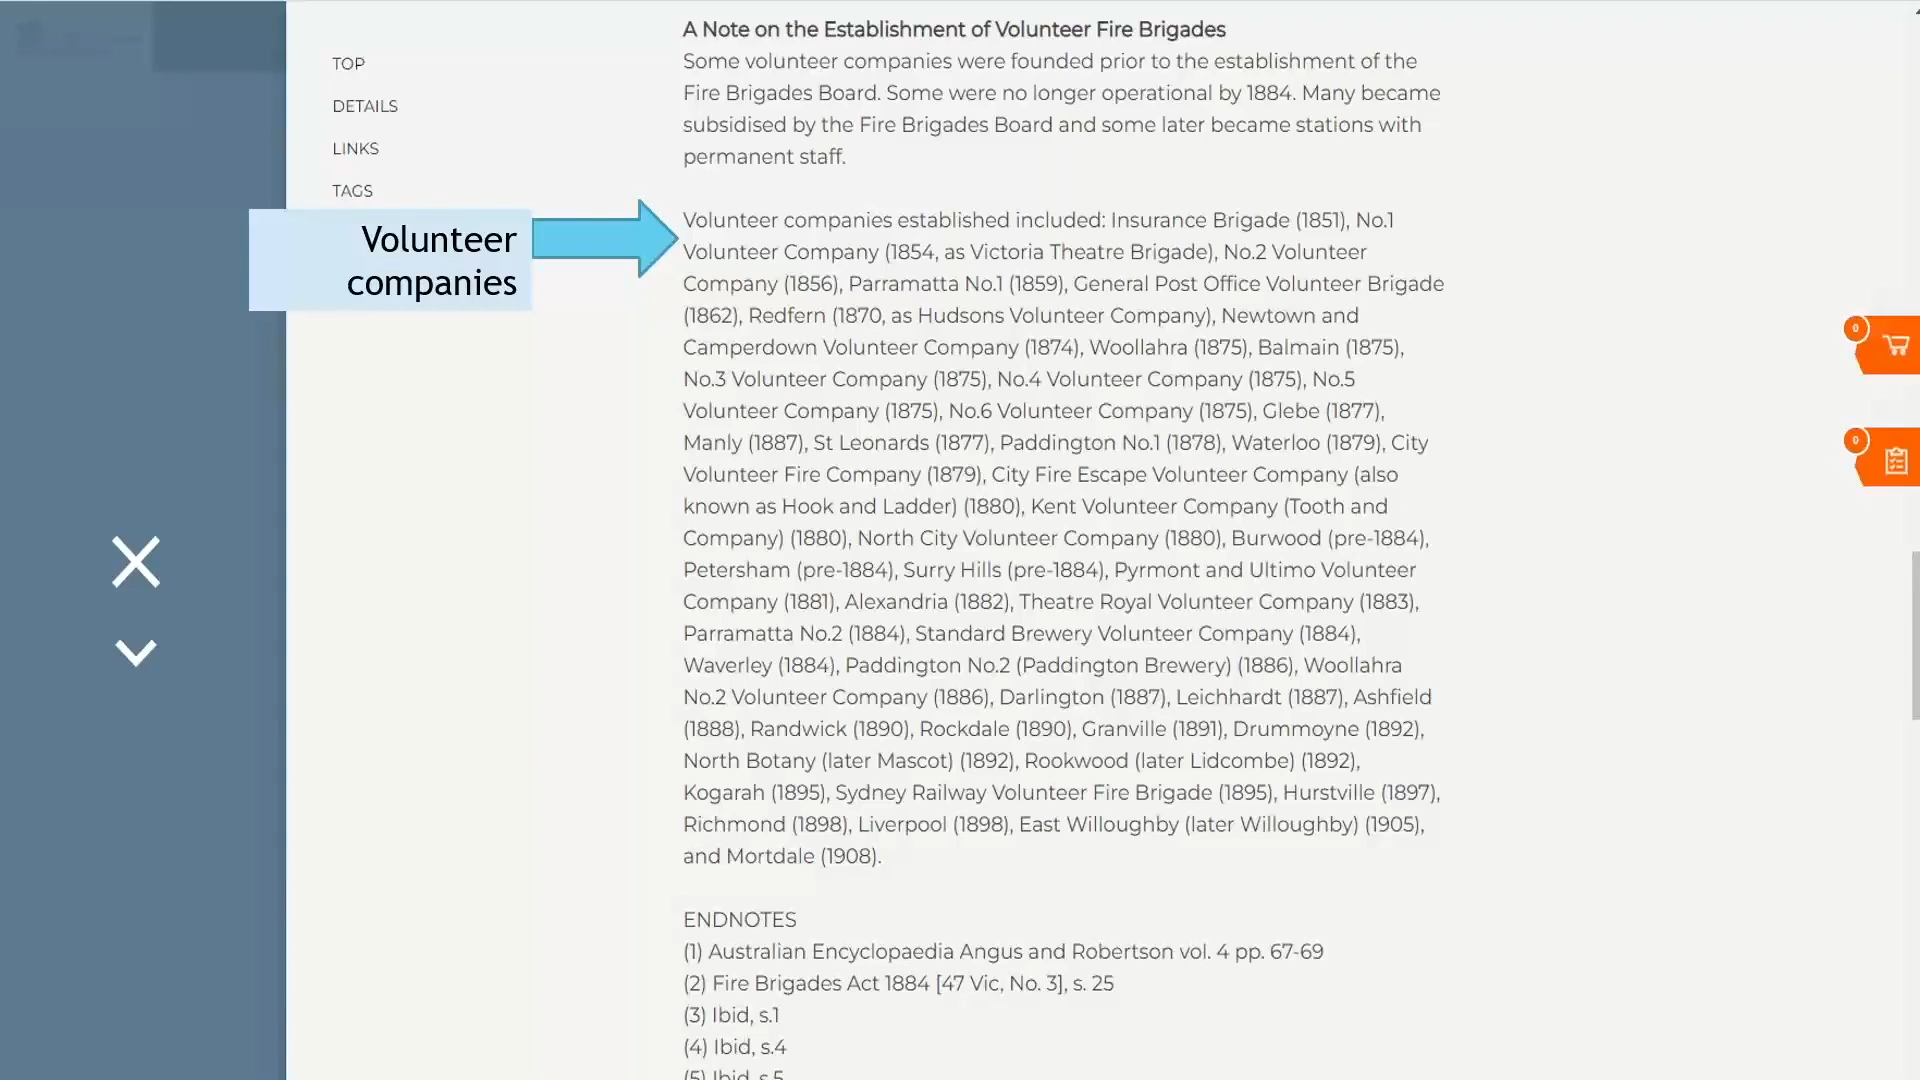 A Note on the Establishment of Volunteer Fire Brigades
Some volunteer companies were founded prior to the establishment of the
Fire Brigades Board. Some were no longer operational by 1884. Many became
subsidised by the Fire Brigades Board and some later became stations with
permanent staff.
TOP
DETAILS
LINKS
TAGS
Volunteer
companies
Volunteer companies established included: Insurance Brigade (1851), No.1
Volunteer Company (1854, as Victoria Theatre Brigade), No.2 Volunteer
Company (1856), Parramatta No.1 (1859), General Post Office Volunteer Brigade
(1862), Redfern (1870, as Hudsons Volunteer Company), Newtown and
Camperdown Volunteer Company (1874), Woollahra (1875), Balmain (1875),
No.3 Volunteer Company (1875), No.4 Volunteer Company (1875), No.5
Volunteer Company (1875), No.6 Volunteer Company (1875), Glebe (1877),
Manly (1887), St Leonards (1877), Paddington No.1 (1878), Waterloo (1879), City
Volunteer Fire Company (1879), City Fire Escape Volunteer Company (also
known as Hook and Ladder) (1880), Kent Volunteer Company (Tooth and
Company) (1880), North City Volunteer Company (1880), Burwood (pre-1884),
Petersham (pre-1884), Surry Hills (pre-1884), Pyrmont and Ultimo Volunteer
Company (1881), Alexandria (1882), Theatre Royal Volunteer Company (1883),
Parramatta No.2 (1884), Standard Brewery Volunteer Company (1884),
Waverley (1884), Paddington No.2 (Paddington Brewery) (1886), Woollahra
No.2 Volunteer Company (1886), Darlington (1887), Leichhardt (1887), Ashfield
(1888), Randwick (1890), Rockdale (1890), Granville (1891), Drummoyne (1892),
North Botany (later Mascot) (1892), Rookwood (later Lidcombe) (1892),
Kogarah (1895), Sydney Railway Volunteer Fire Brigade (1895), Hurstville (1897),
Richmond (1898), Liverpool (1898), East Willoughby (later Willoughby) (1905),
and Mortdale (1908).
ENDNOTES
(1) Australian Encyclopaedia Angus and Robertson vol. 4 pp. 67-69
(2) Fire Brigades Act 1884 [47 Vic, No. 3], s. 25
(3) Ibid, s.1
(4) Ibid, s.4
(5) Ibid, s.5
0
0